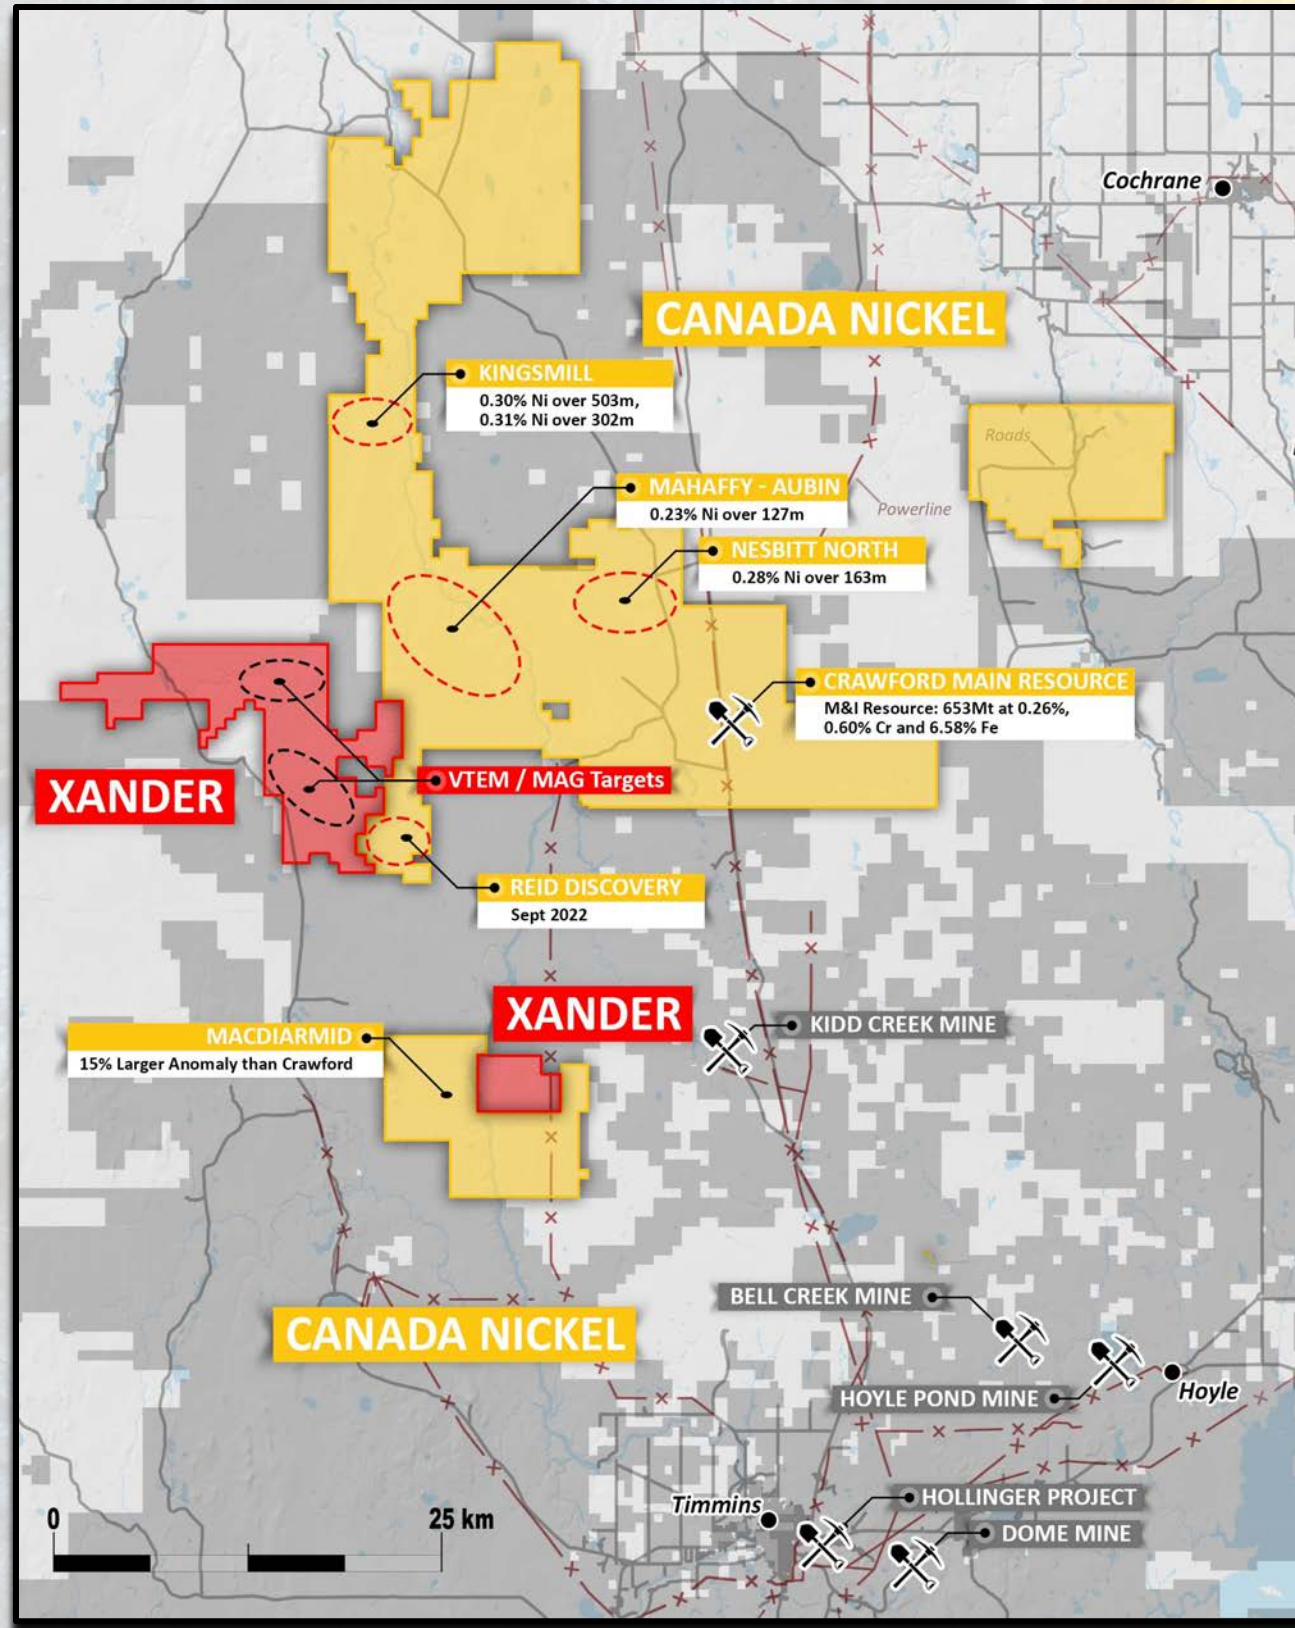 Cochrane
CANADA NICKEL
KINGSMILL
0.30% Ni over 503m,
0.31% Ni over 302m
Roads
MAHAFFY - AUBIN
0.23% Ni over 127m
Powerline
NESBITT NORTH
0.28% Ni over 163m
CRAWFORD MAIN RESOURCE
M&I Resource: 653Mt at 0.26%,
0.60% Cr and 6.58% Fe
XANDER
VTEM / MAG Targets
REID DISCOVERY
Sept 2022
XANDER
KIDD CREEK MINE
MACDIARMID
15% Larger Anomaly than Crawford
BELL CREEK MINE
CANADA NICKEL
HOYLE POND MINE
Hoyle
HOLLINGER PROJECT
Timmins
DOME MINE
0 25 km